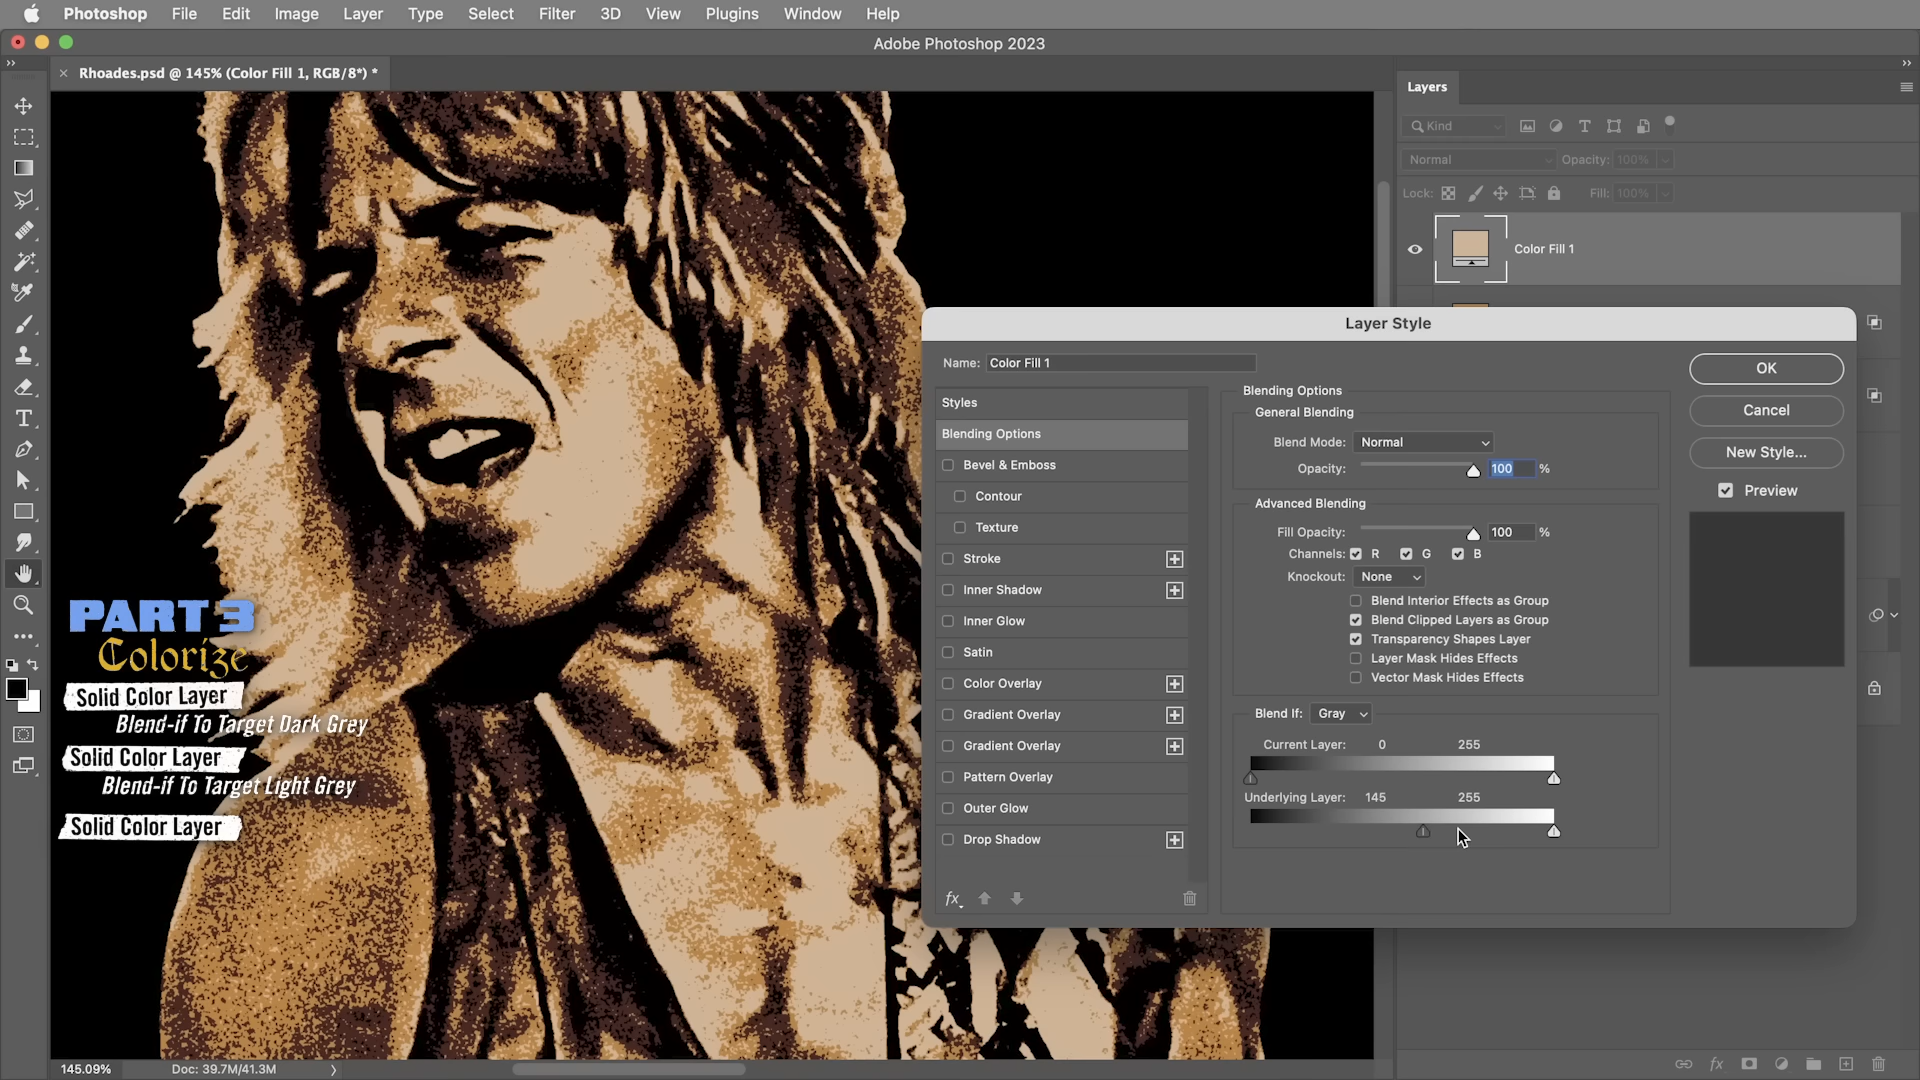 Photoshop File Edit Image Layer Type Select Filter 3D View Plugins Window Help
Adobe Photoshop 2023
Rhoades.psd @ 145% (Color Fill 1, RGB/8*) *
PART 3
Colorize
Solid Color Layer
Blend-if To Target Dark Grey
Solid Color Layer
Blend-if To Target Light Grey
Solid Color Layer
145.09% Doc: 39.7M/41.3M
Layers
Kind
Normal Opacity: 100%
Lock: Fill: 100%
Color Fill 1
Layer Style
Name: Color Fill 1
Styles
Blending Options
Bevel & Emboss
Contour
Texture
Stroke
Inner Shadow
Inner Glow
Satin
Color Overlay
Gradient Overlay
Gradient Overlay
Pattern Overlay
Outer Glow
Drop Shadow
fx
Blending Options
General Blending
Blend Mode: Normal
Opacity: 100 %
Advanced Blending
Fill Opacity: 100 %
Channels: R G B
Knockout: None
Blend Interior Effects as Group
Blend Clipped Layers as Group
Transparency Shapes Layer
Layer Mask Hides Effects
Vector Mask Hides Effects
Blend If: Gray
Current Layer: 0 255
Underlying Layer: 145 255
OK
Cancel
New Style...
Preview
fx